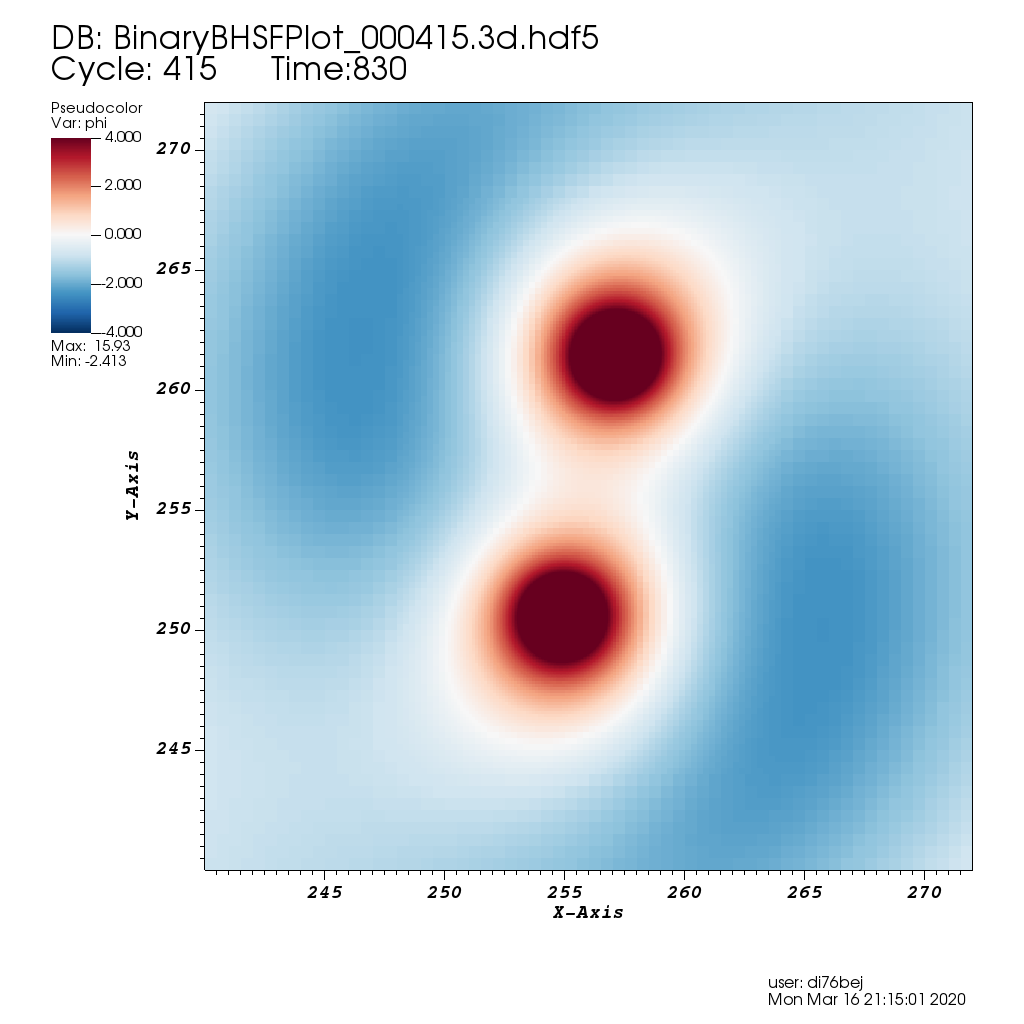 DB: BinaryBHSFPlot_000415.3d.hdf5
Cycle: 415 Time:830
Pseudocolor
Var: phi
4.000
2.000
0.000
-2.000
-4.000
Max: 15.93
Min: -2.413
270
265
260
255
250
245
Y-Axis
245 250 255 260 265 270
X-Axis
user: di76bej
Mon Mar 16 21:15:01 2020